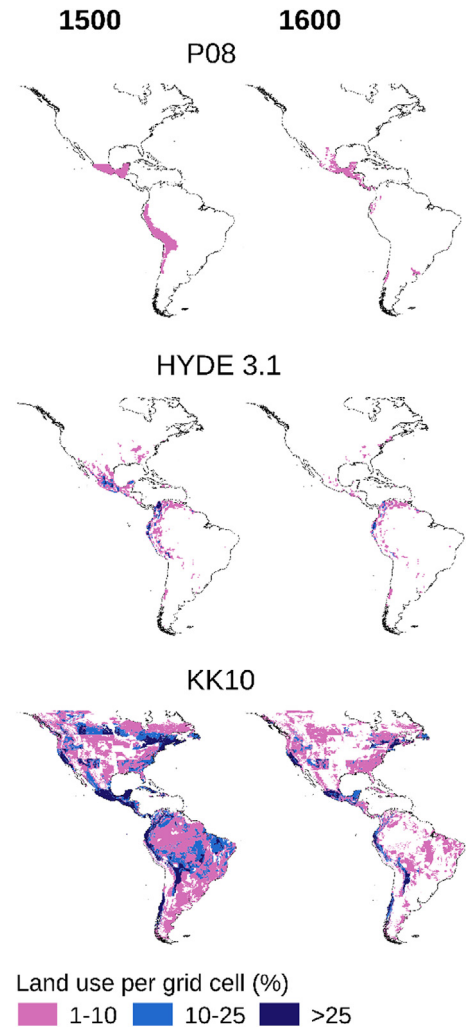 1500 1600
P08
HYDE 3.1
KK10
Land use per grid cell (%)
1-10 10-25 >25